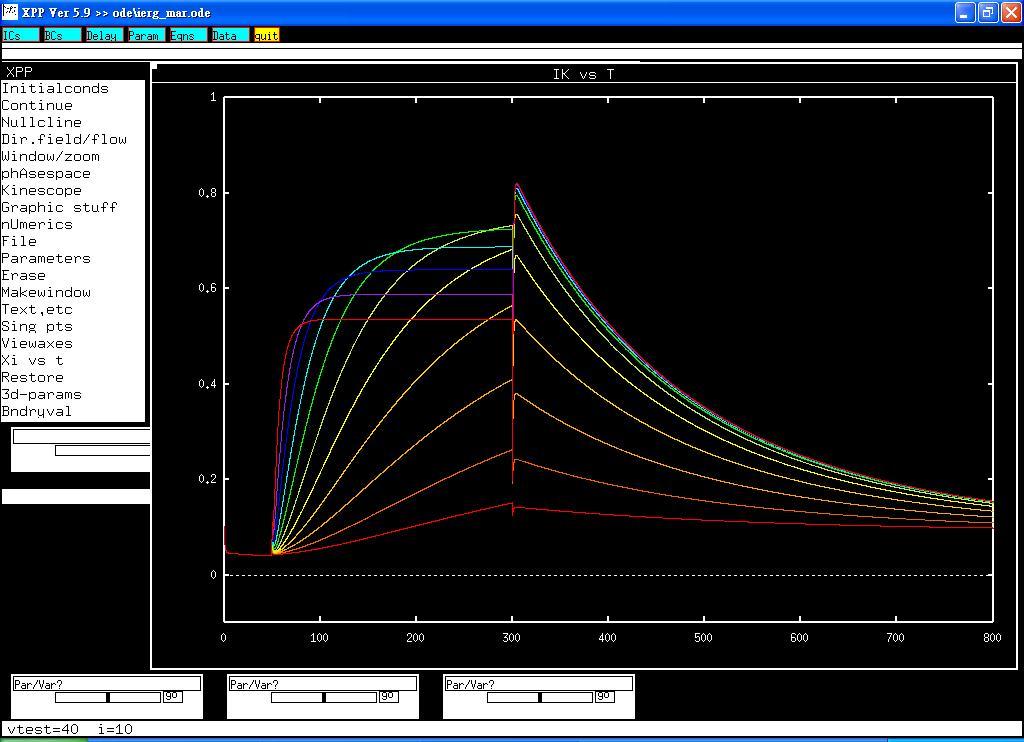 XPP Ver 5.9 >> ode\ierg_mar.ode
ICs BCs Delay Param Eqns Data quit
XPP
IK vs T
Initialconds
Continue
Nullcline
Dir.field/flow
Window/zoom
phAsespace
Kinescope
Graphic stuff
nUmerics
File
Parameters
Erase
Makewindow
Text,etc
Sing pts
Viewaxes
Xi vs t
Restore
3d-params
Bndryval
1
0.8
0.6
0.4
0.2
0
0 100 200 300 400 500 600 700 800
Par/Var? Par/Var? Par/Var?
go go go
vtest=40 i=10